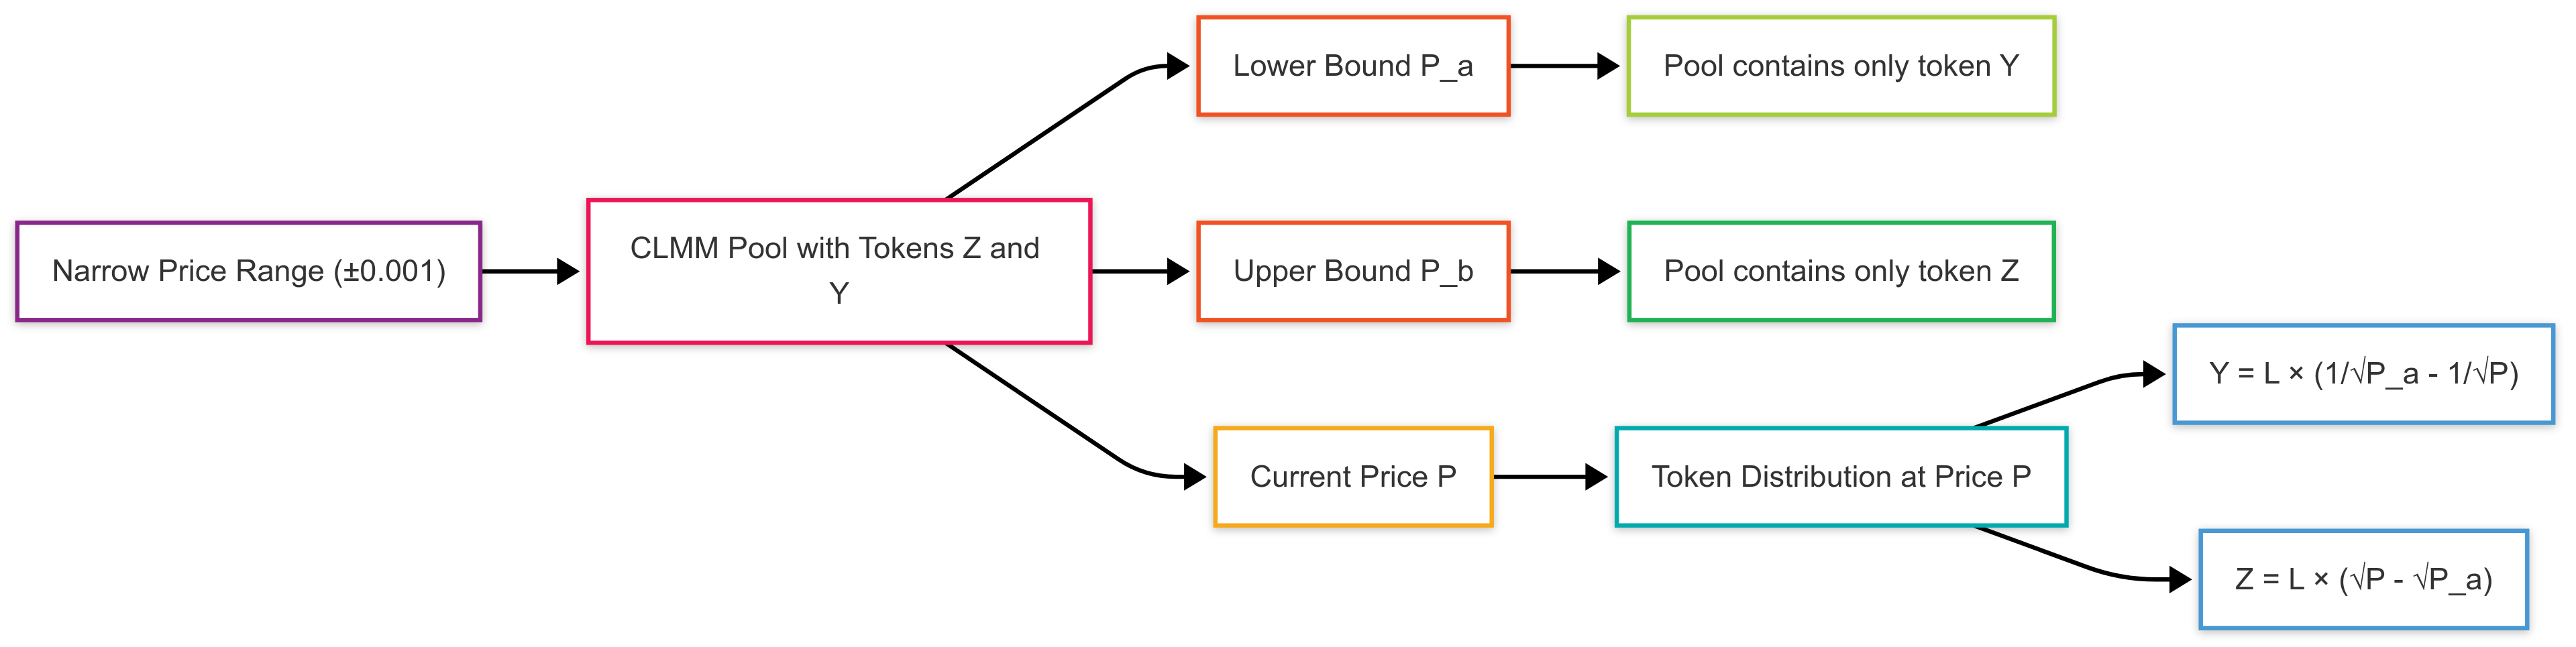 Narrow Price Range (±0.001)
CLMM Pool with Tokens Z and
Y
Lower Bound P_a
Pool contains only token Y
Upper Bound P_b
Pool contains only token Z
Current Price P
Token Distribution at Price P
Y = L × (1/√P_a - 1/√P)
Z = L × (√P - √P_a)